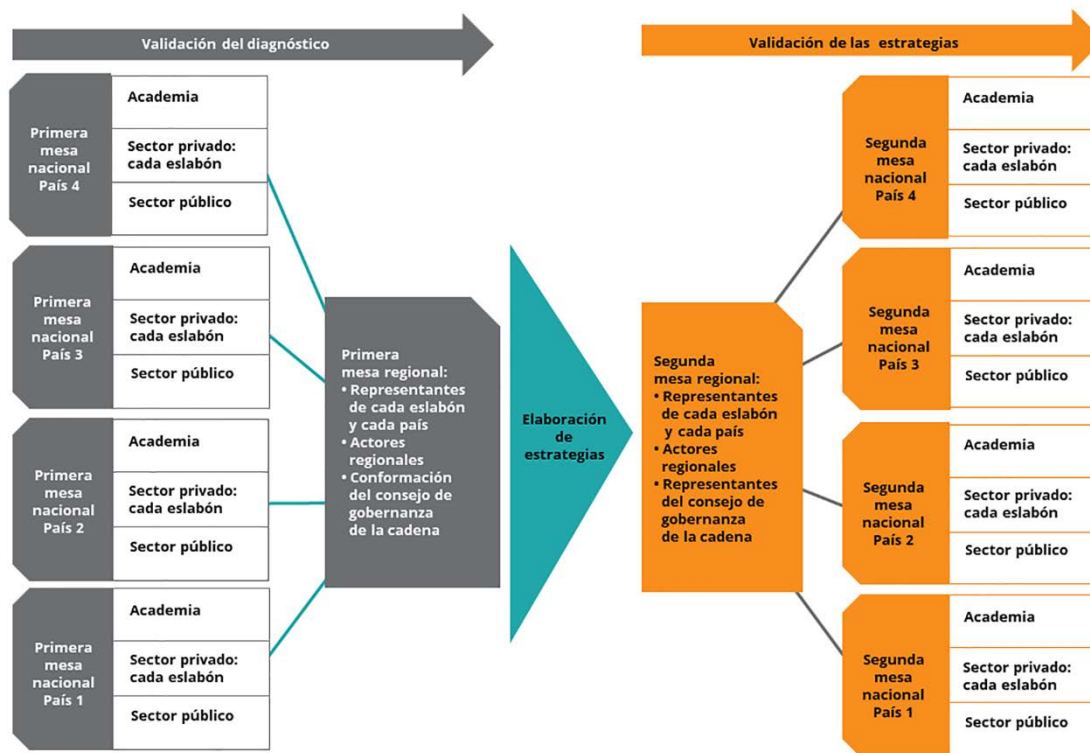 Validación del diagnóstico
Primera
mesa
nacional
País 4
Academia
Sector privado:
cada eslabón
Sector público
Primera
mesa
nacional
País 3
Academia
Sector privado:
cada eslabón
Sector público
Primera
mesa
nacional
País 2
Academia
Sector privado:
cada eslabón
Sector público
Primera
mesa
nacional
País 1
Academia
Sector privado:
cada eslabón
Sector público
Primera
mesa regional:
• Representantes
de cada eslabón
y cada país
• Actores
regionales
• Conformación
del consejo de
gobernanza
de la cadena
Elaboración
de
estrategias
Validación de las estrategias
Segunda
mesa regional:
• Representantes
de cada eslabón
y cada país
• Actores
regionales
• Representantes
del consejo de
gobernanza
de la cadena
Segunda
mesa
nacional
País 4
Academia
Sector privado:
cada eslabón
Sector público
Segunda
mesa
nacional
País 3
Academia
Sector privado:
cada eslabón
Sector público
Segunda
mesa
nacional
País 2
Academia
Sector privado:
cada eslabón
Sector público
Segunda
mesa
nacional
País 1
Academia
Sector privado:
cada eslabón
Sector público